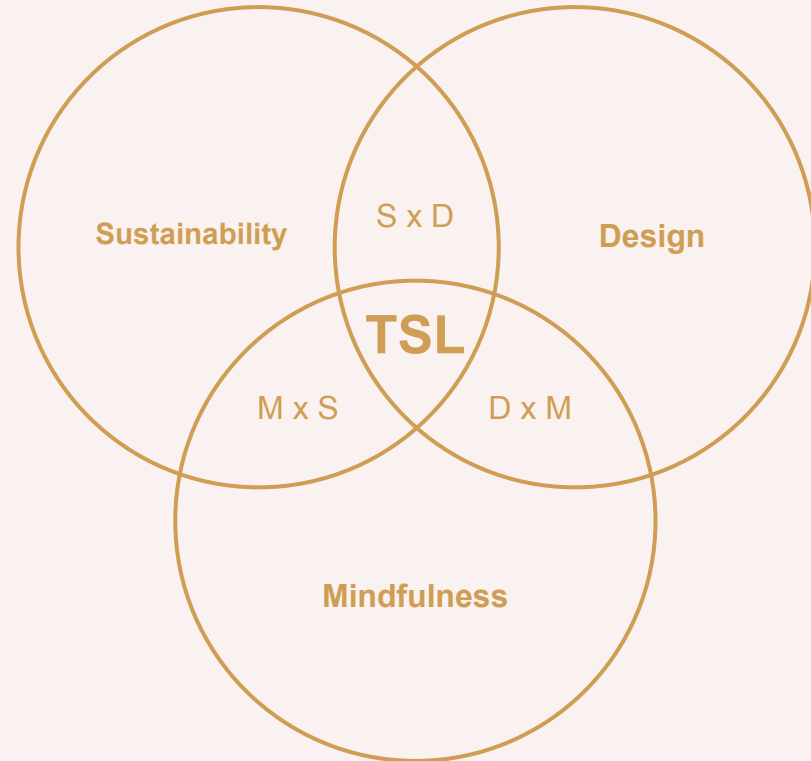 S x D
Sustainability
Design
TSL
M x S
D x M
Mindfulness